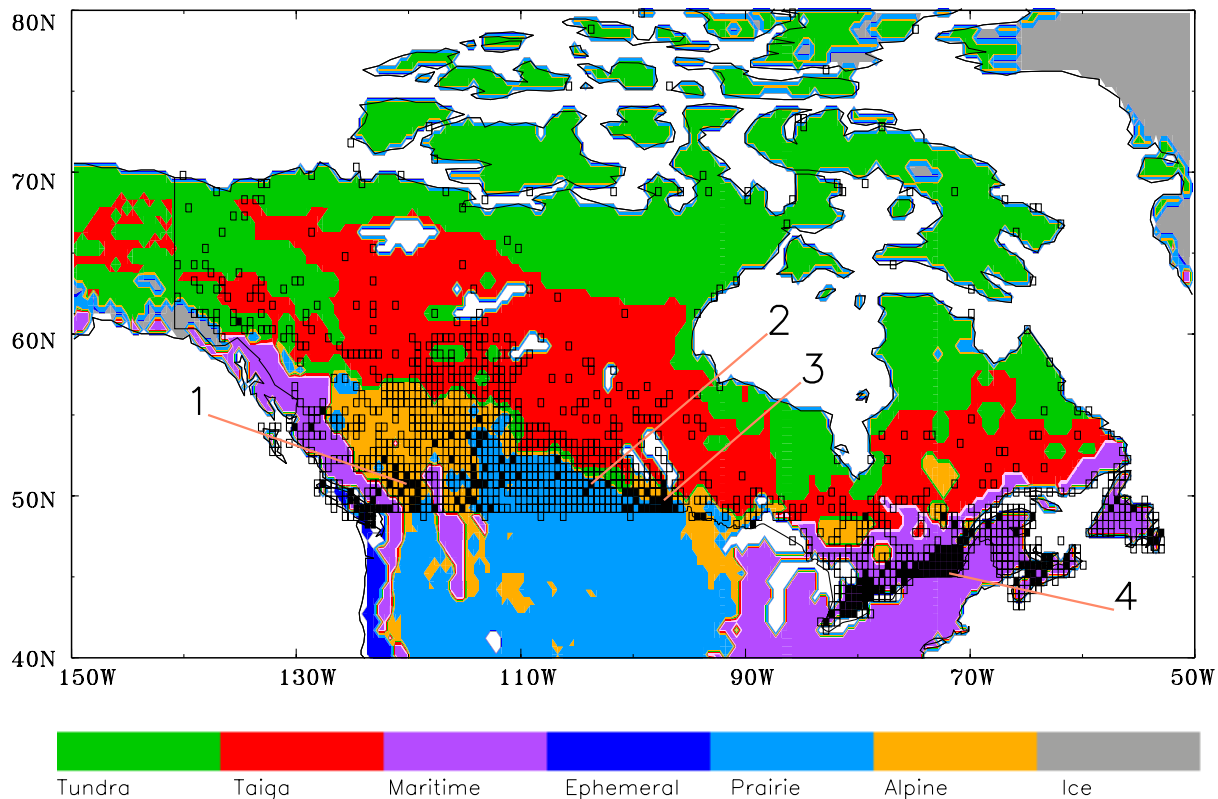 80N
70N
60N
50N
40N
1
2
3
4
150W 130W 110W 90W 70W 50W
Tundra Taiga Maritime Ephemeral Prairie Alpine Ice